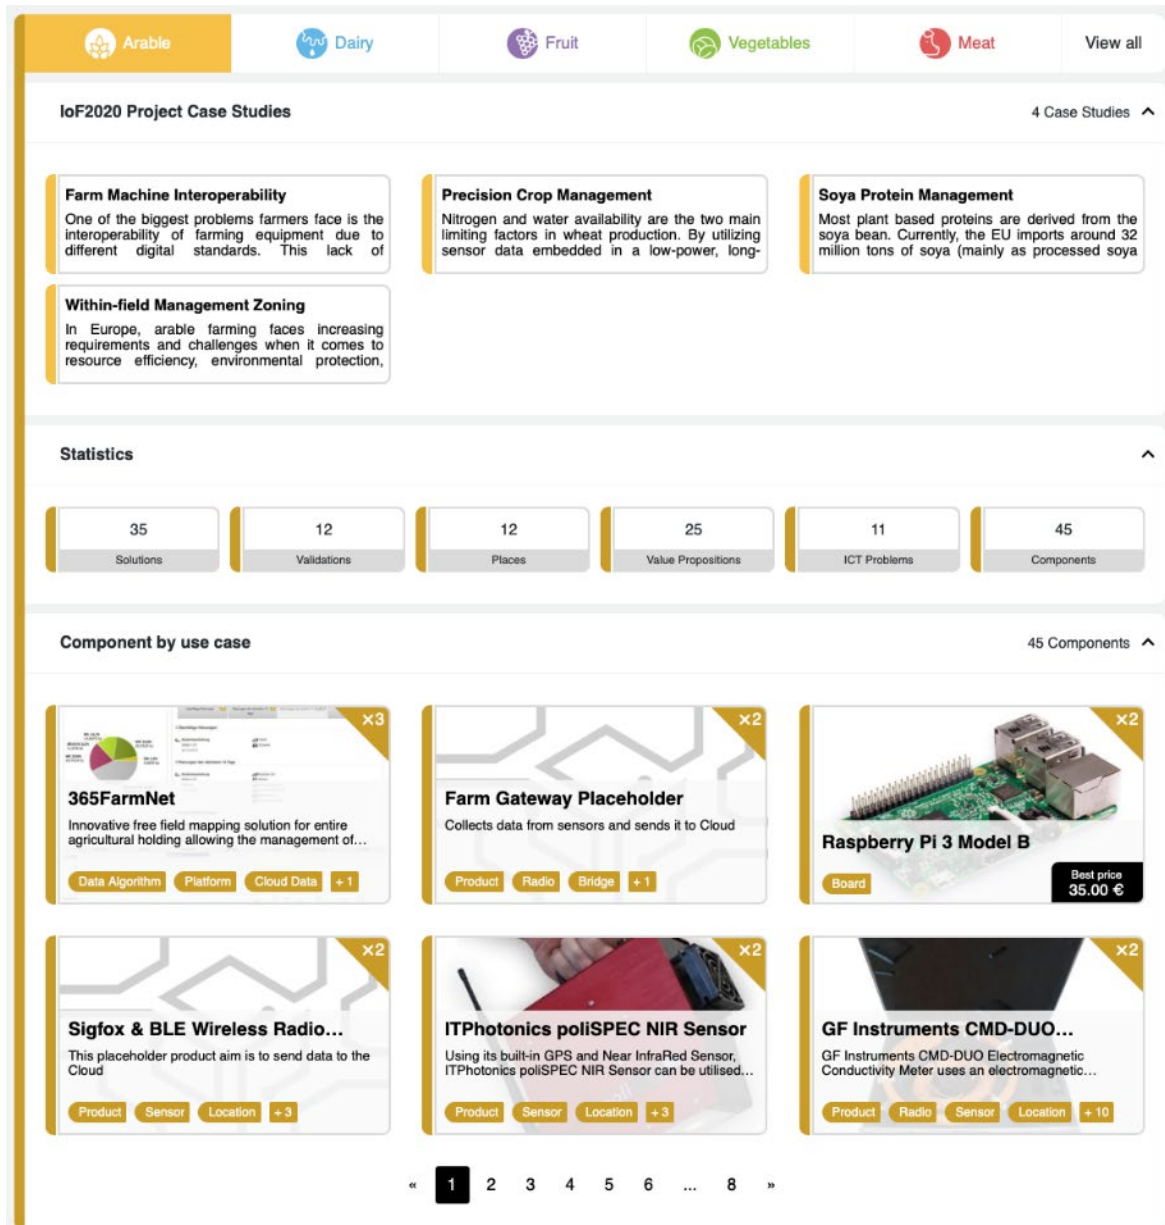 Arable
Dairy
Fruit
Vegetables
Meat
View all
IoF2020 Project Case Studies
4 Case Studies
Farm Machine Interoperability
One of the biggest problems farmers face is the
interoperability of farming equipment due to
different digital standards. This lack of
Precision Crop Management
Nitrogen and water availability are the two main
limiting factors in wheat production. By utilizing
sensor data embedded in a low-power, long-
Soya Protein Management
Most plant based proteins are derived from the
soya bean. Currently, the EU imports around 32
million tons of soya (mainly as processed soya
Within-field Management Zoning
In Europe, arable farming faces increasing
requirements and challenges when it comes to
resource efficiency, environmental protection,
Statistics
35
Solutions
12
Validations
12
Places
25
Value Propositions
11
ICT Problems
45
Components
Component by use case
45 Components
×3
365FarmNet
Innovative free field mapping solution for entire
agricultural holding allowing the management of...
Data Algorithm Platform Cloud Data + 1
×2
Farm Gateway Placeholder
Collects data from sensors and sends it to Cloud
Product Radio Bridge + 1
×2
Raspberry Pi 3 Model B
Board
Best price
35.00 €
×2
Sigfox & BLE Wireless Radio...
This placeholder product aim is to send data to the
Cloud
Product Sensor Location + 3
×2
ITPhotonics poliSPEC NIR Sensor
Using its built-in GPS and Near InfraRed Sensor,
ITPhotonics poliSPEC NIR Sensor can be utilised...
Product Sensor Location + 3
×2
GF Instruments CMD-DUO...
GF Instruments CMD-DUO Electromagnetic
Conductivity Meter uses an electromagnetic...
Product Radio Sensor Location + 10
« 1 2 3 4 5 6 ... 8 »